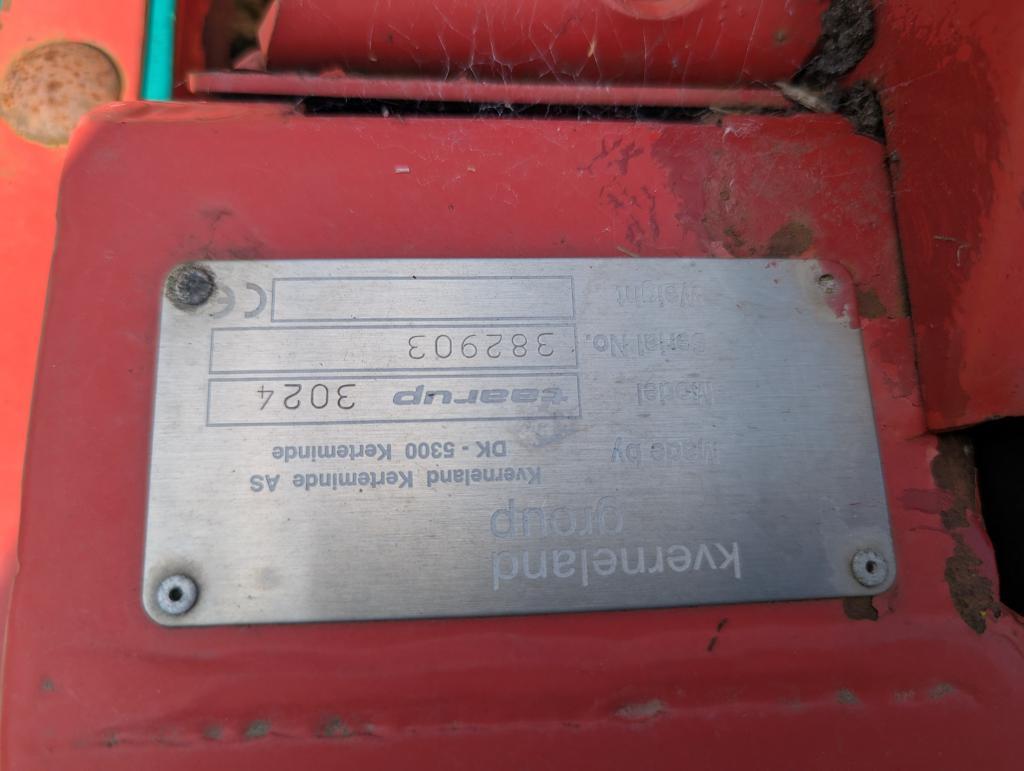 kverneland
group
Made by Kverneland Kerteminde AS
DK - 5300 Kerteminde
Model taarup 3024
Serial No. 382903
Weight CE